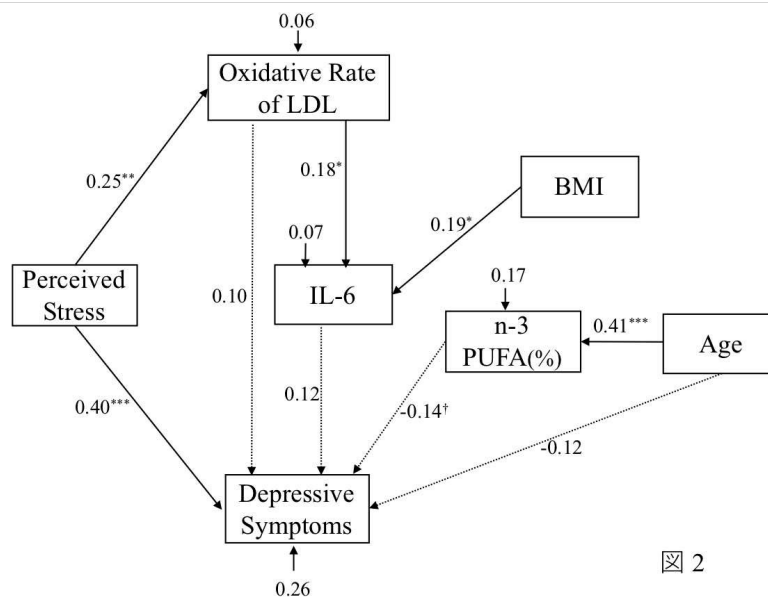 0.06
Oxidative Rate
of LDL
0.25**
0.18*
BMI
0.19*
0.07
Perceived
Stress
0.10
IL-6
0.17
n-3
PUFA(%)
0.41***
Age
0.40***
0.12
-0.14†
-0.12
Depressive
Symptoms
0.26
図 2